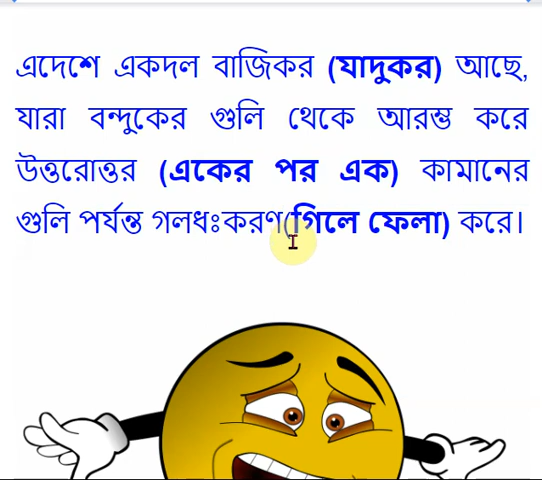 এদেশে একদল বাজিকর (যাদুকর) আছে,
যারা বন্দুকের গুলি থেকে আরম্ভ করে
উত্তরোত্তর (একের পর এক) কামানের
গুলি পর্যন্ত গলধঃকরণ(গিলে ফেলা) করে।